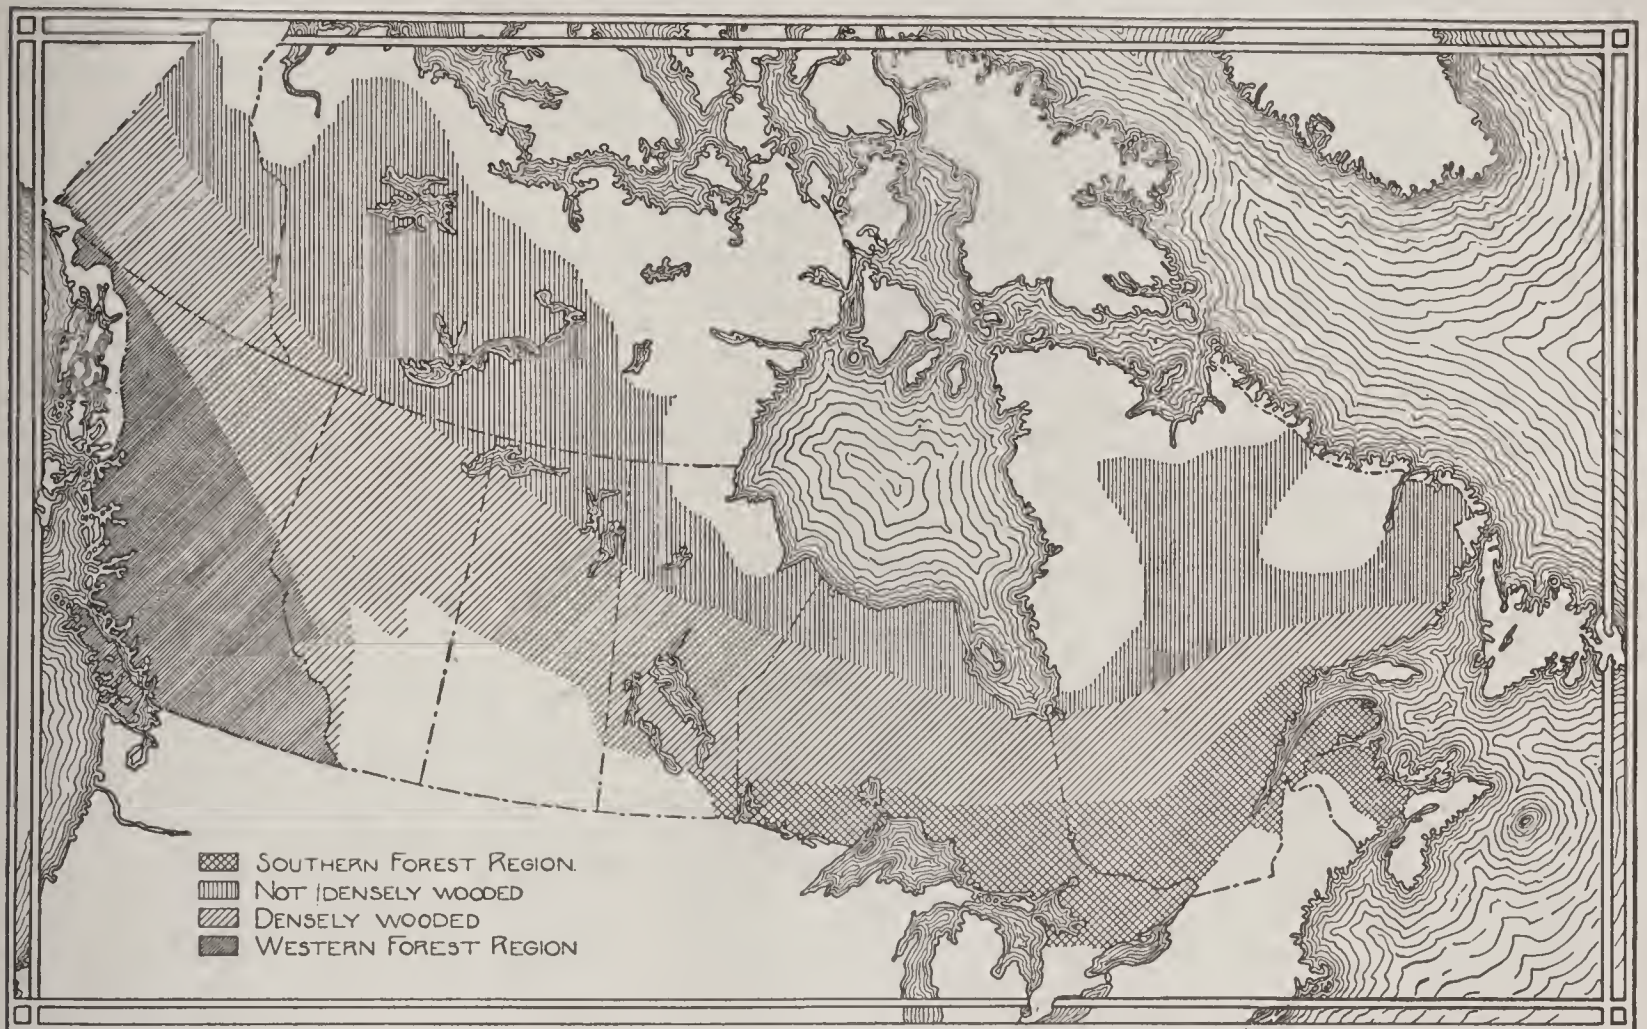 SOUTHERN FOREST REGION.
NOT DENSELY WOODED
DENSELY WOODED
WESTERN FOREST REGION